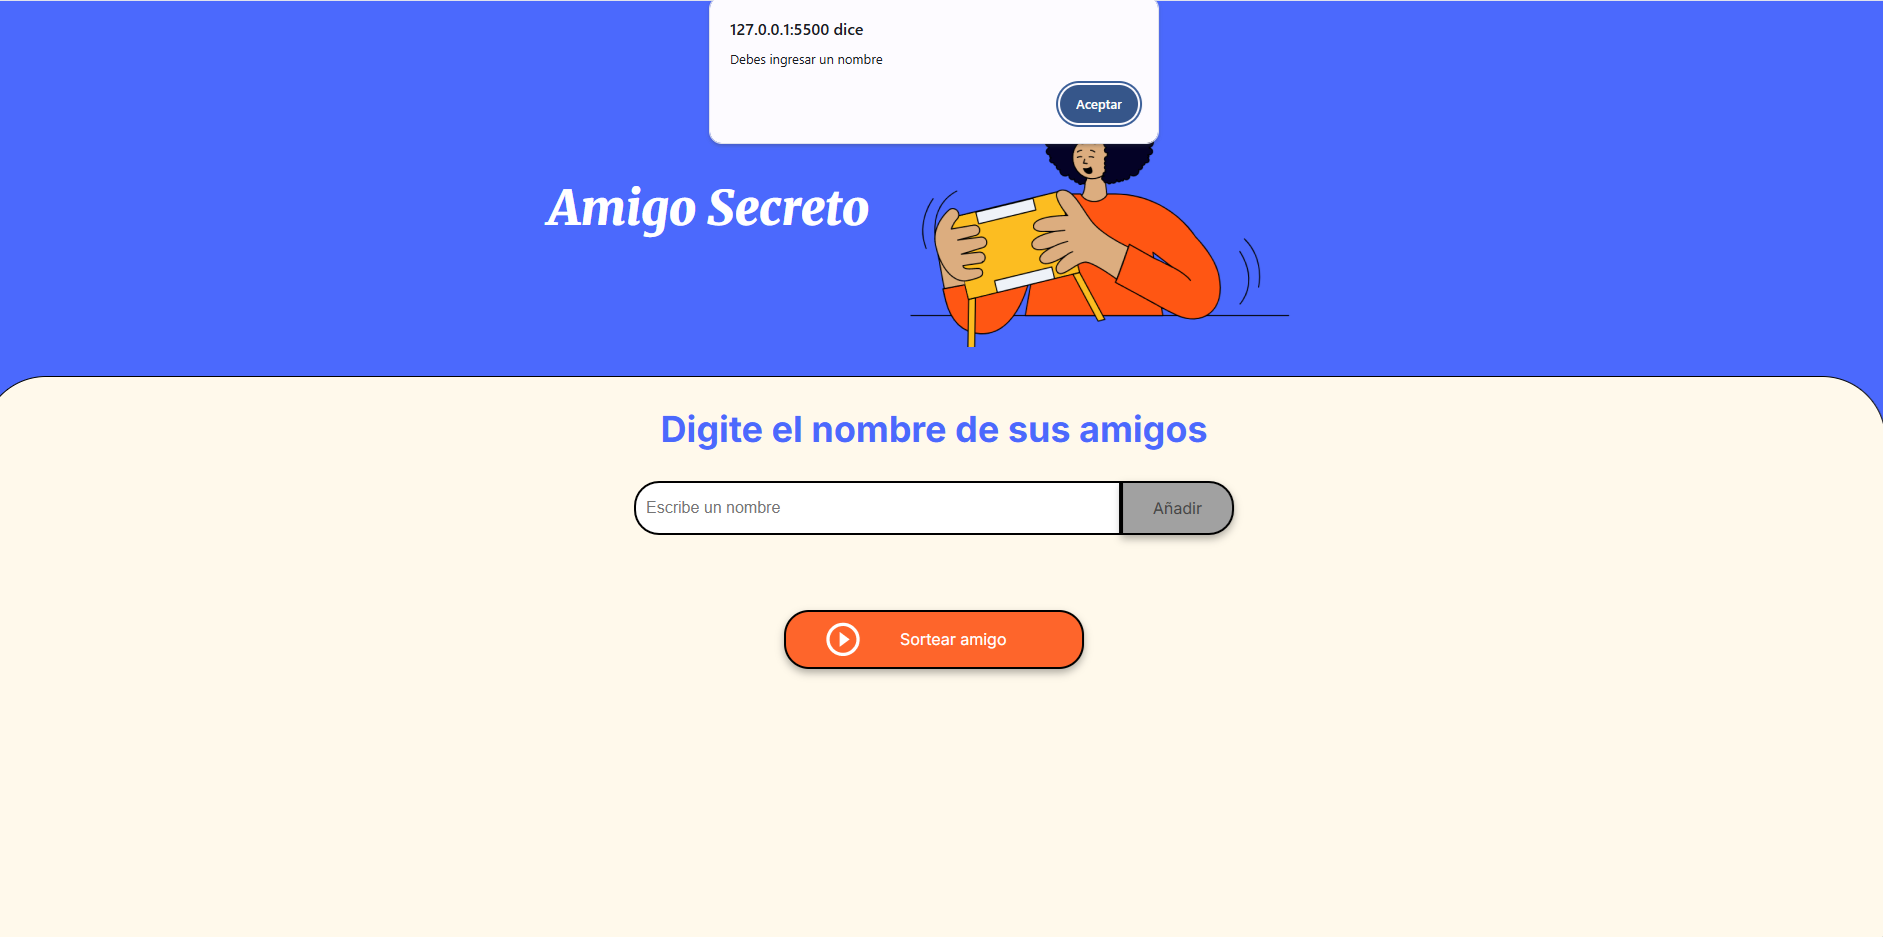 127.0.0.1:5500 dice
Debes ingresar un nombre
Aceptar
Amigo Secreto
Digite el nombre de sus amigos
Escribe un nombre
Añadir
Sortear amigo